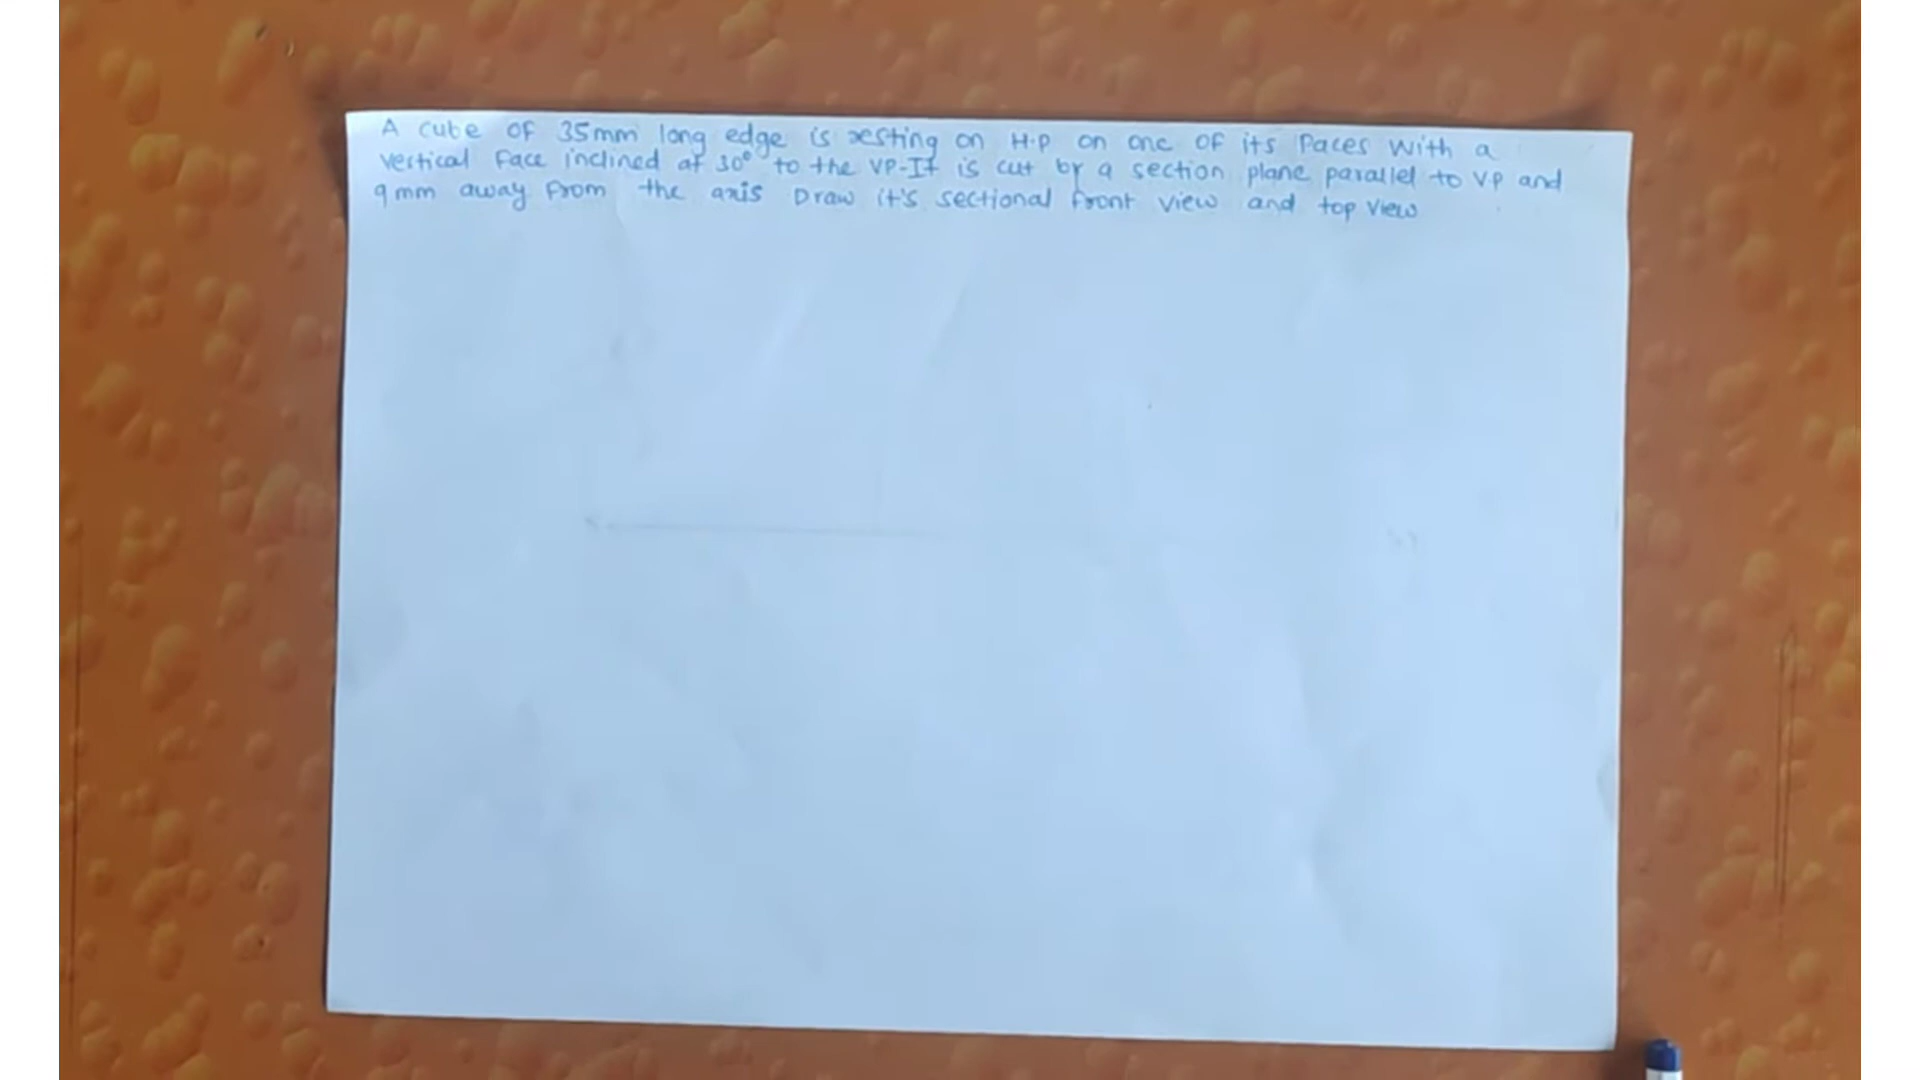 A cube of 35mm long edge is resting on H.P on one of its faces with a
vertical face inclined at 30° to the VP-It is cut by a section plane parallel to VP and
9mm away from the axis Draw it's sectional front view and top view